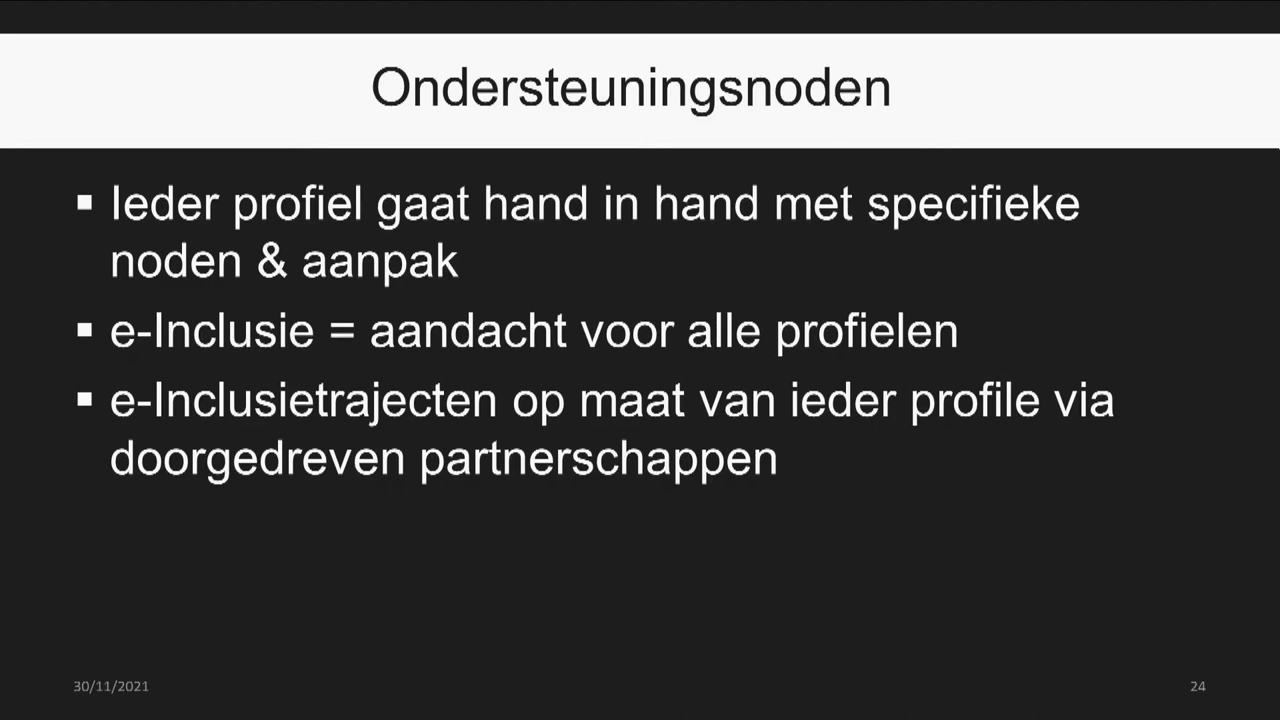 Ondersteuningsnoden
▪ Ieder profiel gaat hand in hand met specifieke
noden & aanpak
▪ e-Inclusie = aandacht voor alle profielen
▪ e-Inclusietrajecten op maat van ieder profile via
doorgedreven partnerschappen
30/11/2021
24